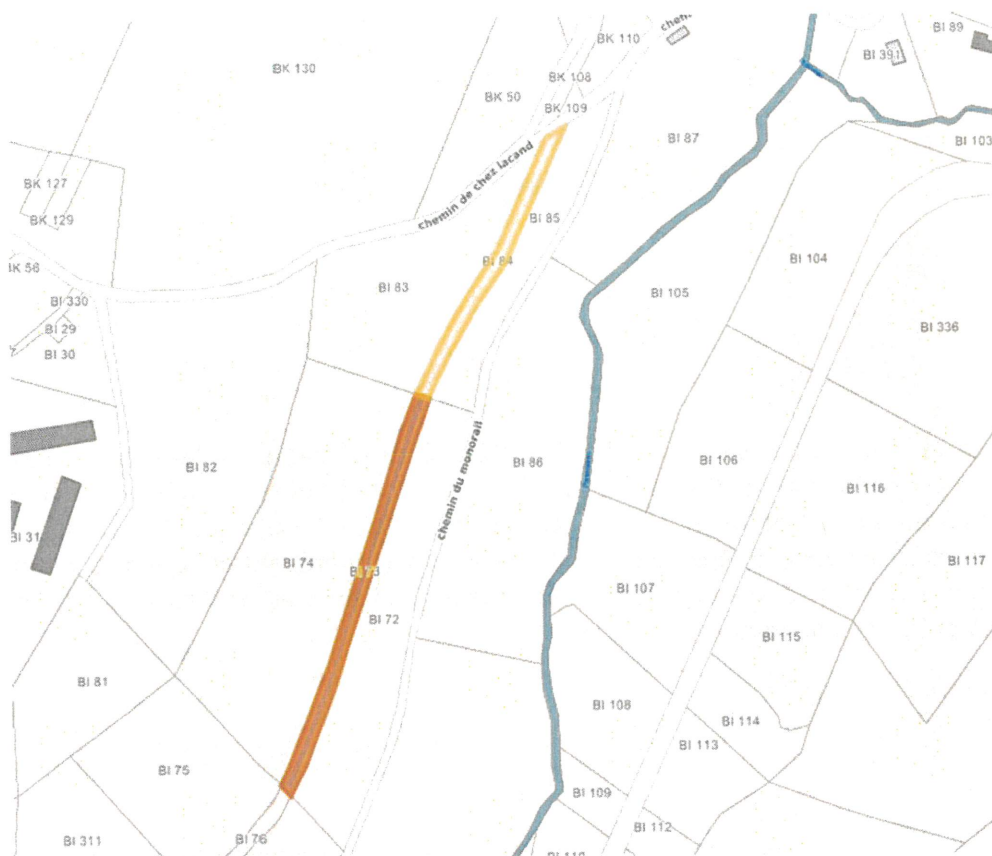 chem
BK 110
BI 89
BI 391
BK 130
BK 108
BK 50
BK 109
BI 87
BI 103
BK 127
BK 129
chemin de chez lacand
BI 85
BI 84
BI 104
BK 56
BI 83
BI 105
BI 330
BI 29
BI 336
BI 30
BI 82
BI 86
BI 106
BI 116
chemin du monorail
BI 31
BI 74
BI 117
BI 107
BI 72
BI 115
BI 81
BI 108
BI 114
BI 113
BI 75
BI 109
BI 112
BI 311
BI 76